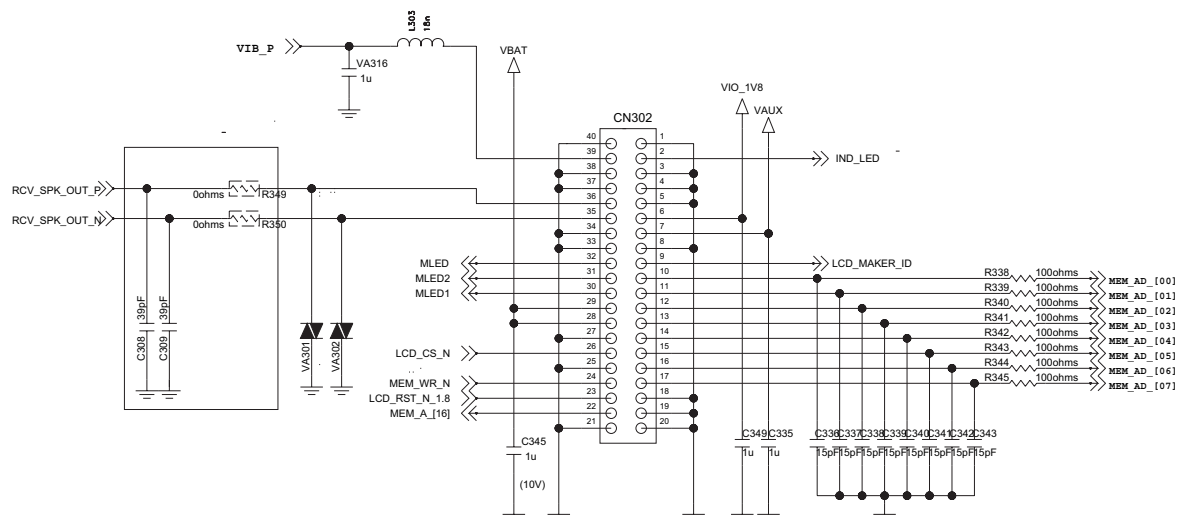 L303
18n
VIB_P
VA316
1u
VBAT
VIO_1V8
VAUX
CN302
40
39
38
37
36
35
34
33
32
31
30
29
28
27
26
25
24
23
22
21
1
2
3
4
5
6
7
8
9
10
11
12
13
14
15
16
17
18
19
20
IND_LED
RCV_SPK_OUT_P
0ohms
R349
RCV_SPK_OUT_N
0ohms
R350
39pF
C308
39pF
C309
VA301
VA302
MLED
MLED2
MLED1
LCD_CS_N
MEM_WR_N
LCD_RST_N_1.8
MEM_A_[16]
LCD_MAKER_ID
R338 100ohms MEM_AD_[00]
R339 100ohms MEM_AD_[01]
R340 100ohms MEM_AD_[02]
R341 100ohms MEM_AD_[03]
R342 100ohms MEM_AD_[04]
R343 100ohms MEM_AD_[05]
R344 100ohms MEM_AD_[06]
R345 100ohms MEM_AD_[07]
C345
1u
(10V)
C349 C335 C336 C337 C338 C339 C340 C341 C342 C343
1u 1u 15pF 15pF 15pF 15pF 15pF 15pF 15pF 15pF